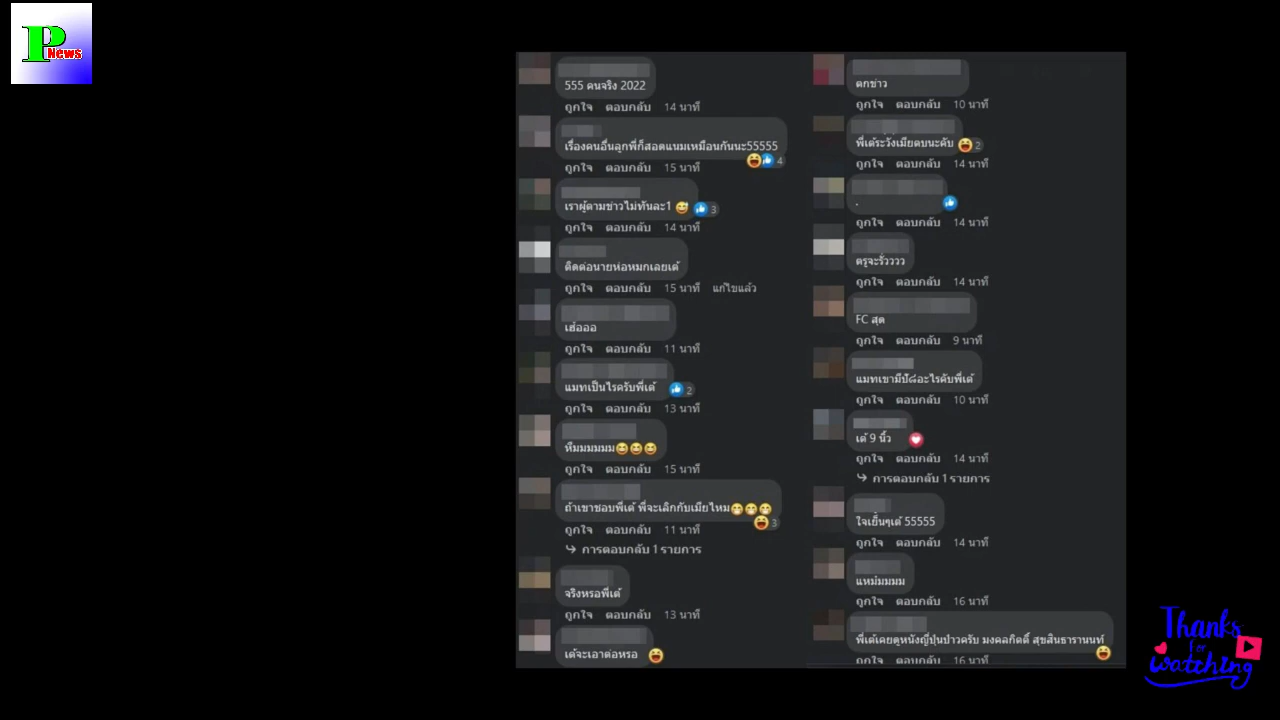 P
News
555 คนจริง 2022
ถูกใจ ตอบกลับ 14 นาที
เรื่องคนอื่นลุกพี่ก็สอดแนมเหมือนกันนะ55555
4
ถูกใจ ตอบกลับ 15 นาที
เราผู้ตามข่าวไม่ทันละ1
3
ถูกใจ ตอบกลับ 14 นาที
ติดต่อนายห่อหมกเลยเต้
ถูกใจ ตอบกลับ 15 นาที แก้ไขแล้ว
เฮ้อออ
ถูกใจ ตอบกลับ 11 นาที
แมทเป็นไรครับพี่เต้
2
ถูกใจ ตอบกลับ 13 นาที
หืมมมมมม
ถูกใจ ตอบกลับ 15 นาที
ถ้าเขาชอบพี่เต้ พี่จะเลิกกับเมียไหม
3
ถูกใจ ตอบกลับ 11 นาที
การตอบกลับ 1 รายการ
จริงหรอพี่เต้
ถูกใจ ตอบกลับ 13 นาที
เต้จะเอาต่อหรอ
ตกข่าว
ถูกใจ ตอบกลับ 10 นาที
พี่เต้ระวังเมียตบนะคับ
2
ถูกใจ ตอบกลับ 14 นาที
.
ถูกใจ ตอบกลับ 14 นาที
ตรูจะรั่วววว
ถูกใจ ตอบกลับ 14 นาที
FC สุด
ถูกใจ ตอบกลับ 9 นาที
แมทเขามีปัอะไรคับพี่เต้
ถูกใจ ตอบกลับ 10 นาที
เต้ 9 นิ้ว
ถูกใจ ตอบกลับ 14 นาที
การตอบกลับ 1 รายการ
ใจเย็นๆเต้ 55555
ถูกใจ ตอบกลับ 14 นาที
แหม่มมมม
ถูกใจ ตอบกลับ 16 นาที
พี่เต้เคยดูหนังญี่ปุ่นป่าวครับ มงคลกิตติ์ สุขสินธารานนท์
ถูกใจ ตอบกลับ 16 นาที
Thanks
for
watching